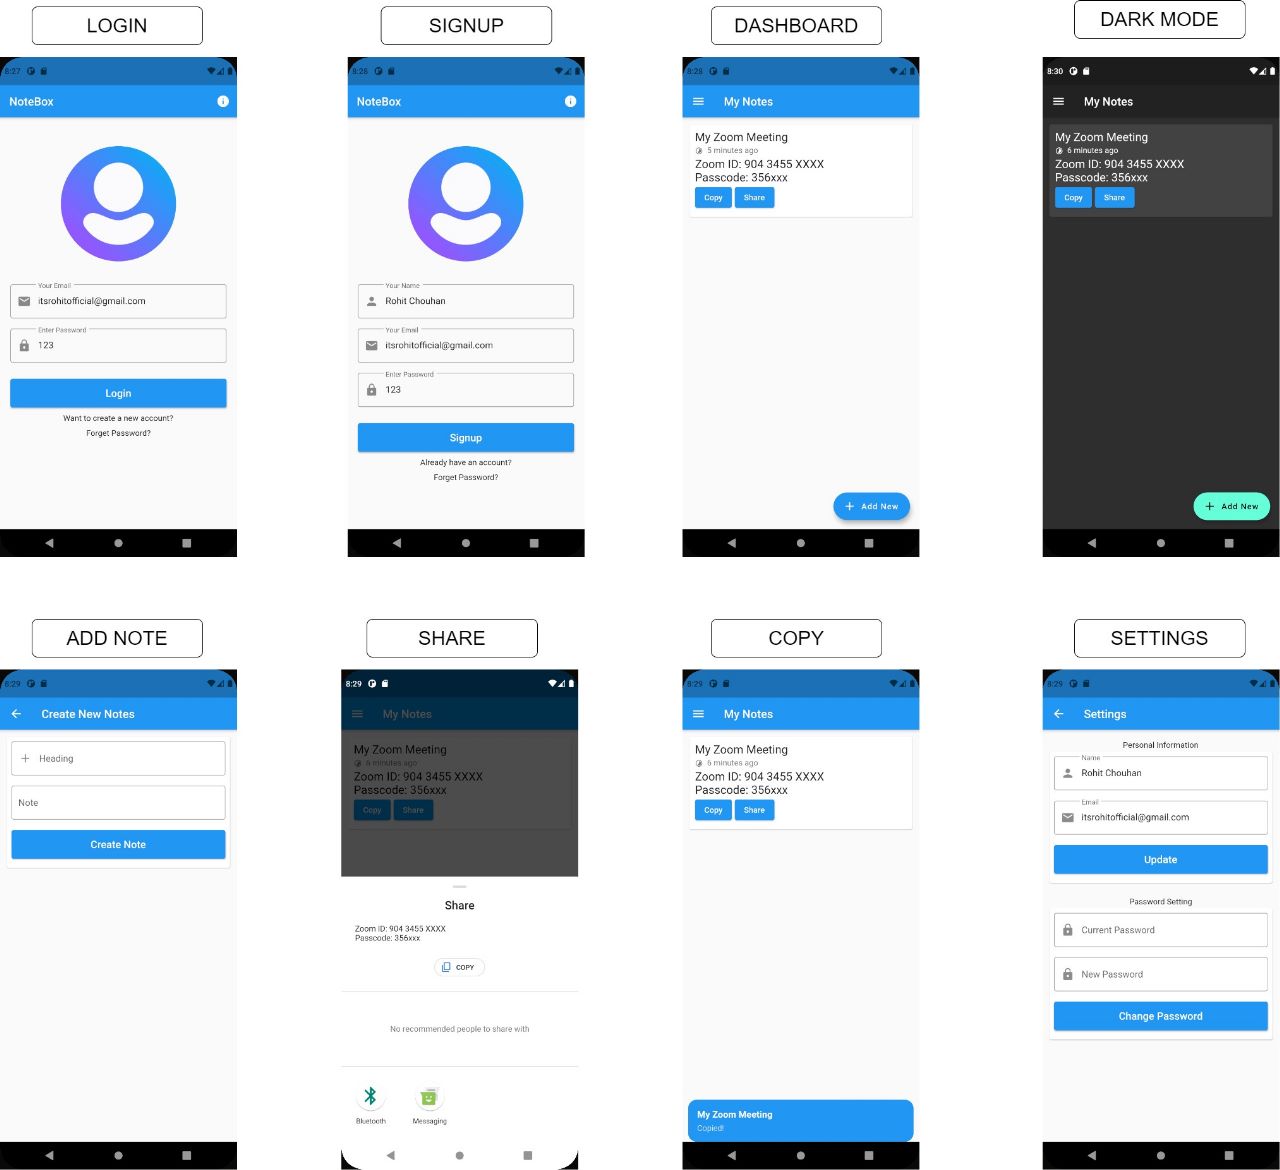 LOGIN
8:27
NoteBox
Your Email
itsrohitofficial@gmail.com
Enter Password
123
Login
Want to create a new account?
Forget Password?
SIGNUP
8:28
NoteBox
Your Name
Rohit Chouhan
Your Email
itsrohitofficial@gmail.com
Enter Password
123
Signup
Already have an account?
Forget Password?
DASHBOARD
8:28
My Notes
My Zoom Meeting
5 minutes ago
Zoom ID: 904 3455 XXXX
Passcode: 356xxx
Copy Share
+ Add New
DARK MODE
8:30
My Notes
My Zoom Meeting
6 minutes ago
Zoom ID: 904 3455 XXXX
Passcode: 356xxx
Copy Share
+ Add New
ADD NOTE
8:29
Create New Notes
+ Heading
Note
Create Note
SHARE
8:29
My Notes
My Zoom Meeting
6 minutes ago
Zoom ID: 904 3455 XXXX
Passcode: 356xxx
Copy Share
Share
Zoom ID: 904 3455 XXXX
Passcode: 356xxx
COPY
No recommended people to share with
Bluetooth Messaging
COPY
8:29
My Notes
My Zoom Meeting
6 minutes ago
Zoom ID: 904 3455 XXXX
Passcode: 356xxx
Copy Share
My Zoom Meeting
Copied!
SETTINGS
8:29
Settings
Personal Information
Name
Rohit Chouhan
Email
itsrohitofficial@gmail.com
Update
Password Setting
Current Password
New Password
Change Password